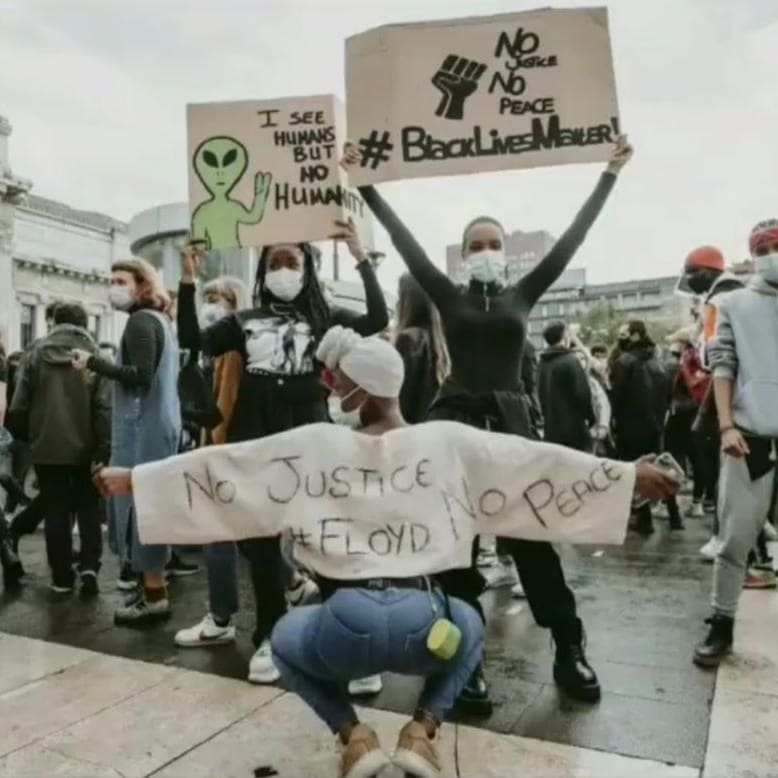 I SEE
HUMANS
BUT
NO
HUMANITY
NO
JUSTICE
NO
PEACE
#BLACKLIVESMATTER!
NO JUSTICE NO PEACE
#FLOYD